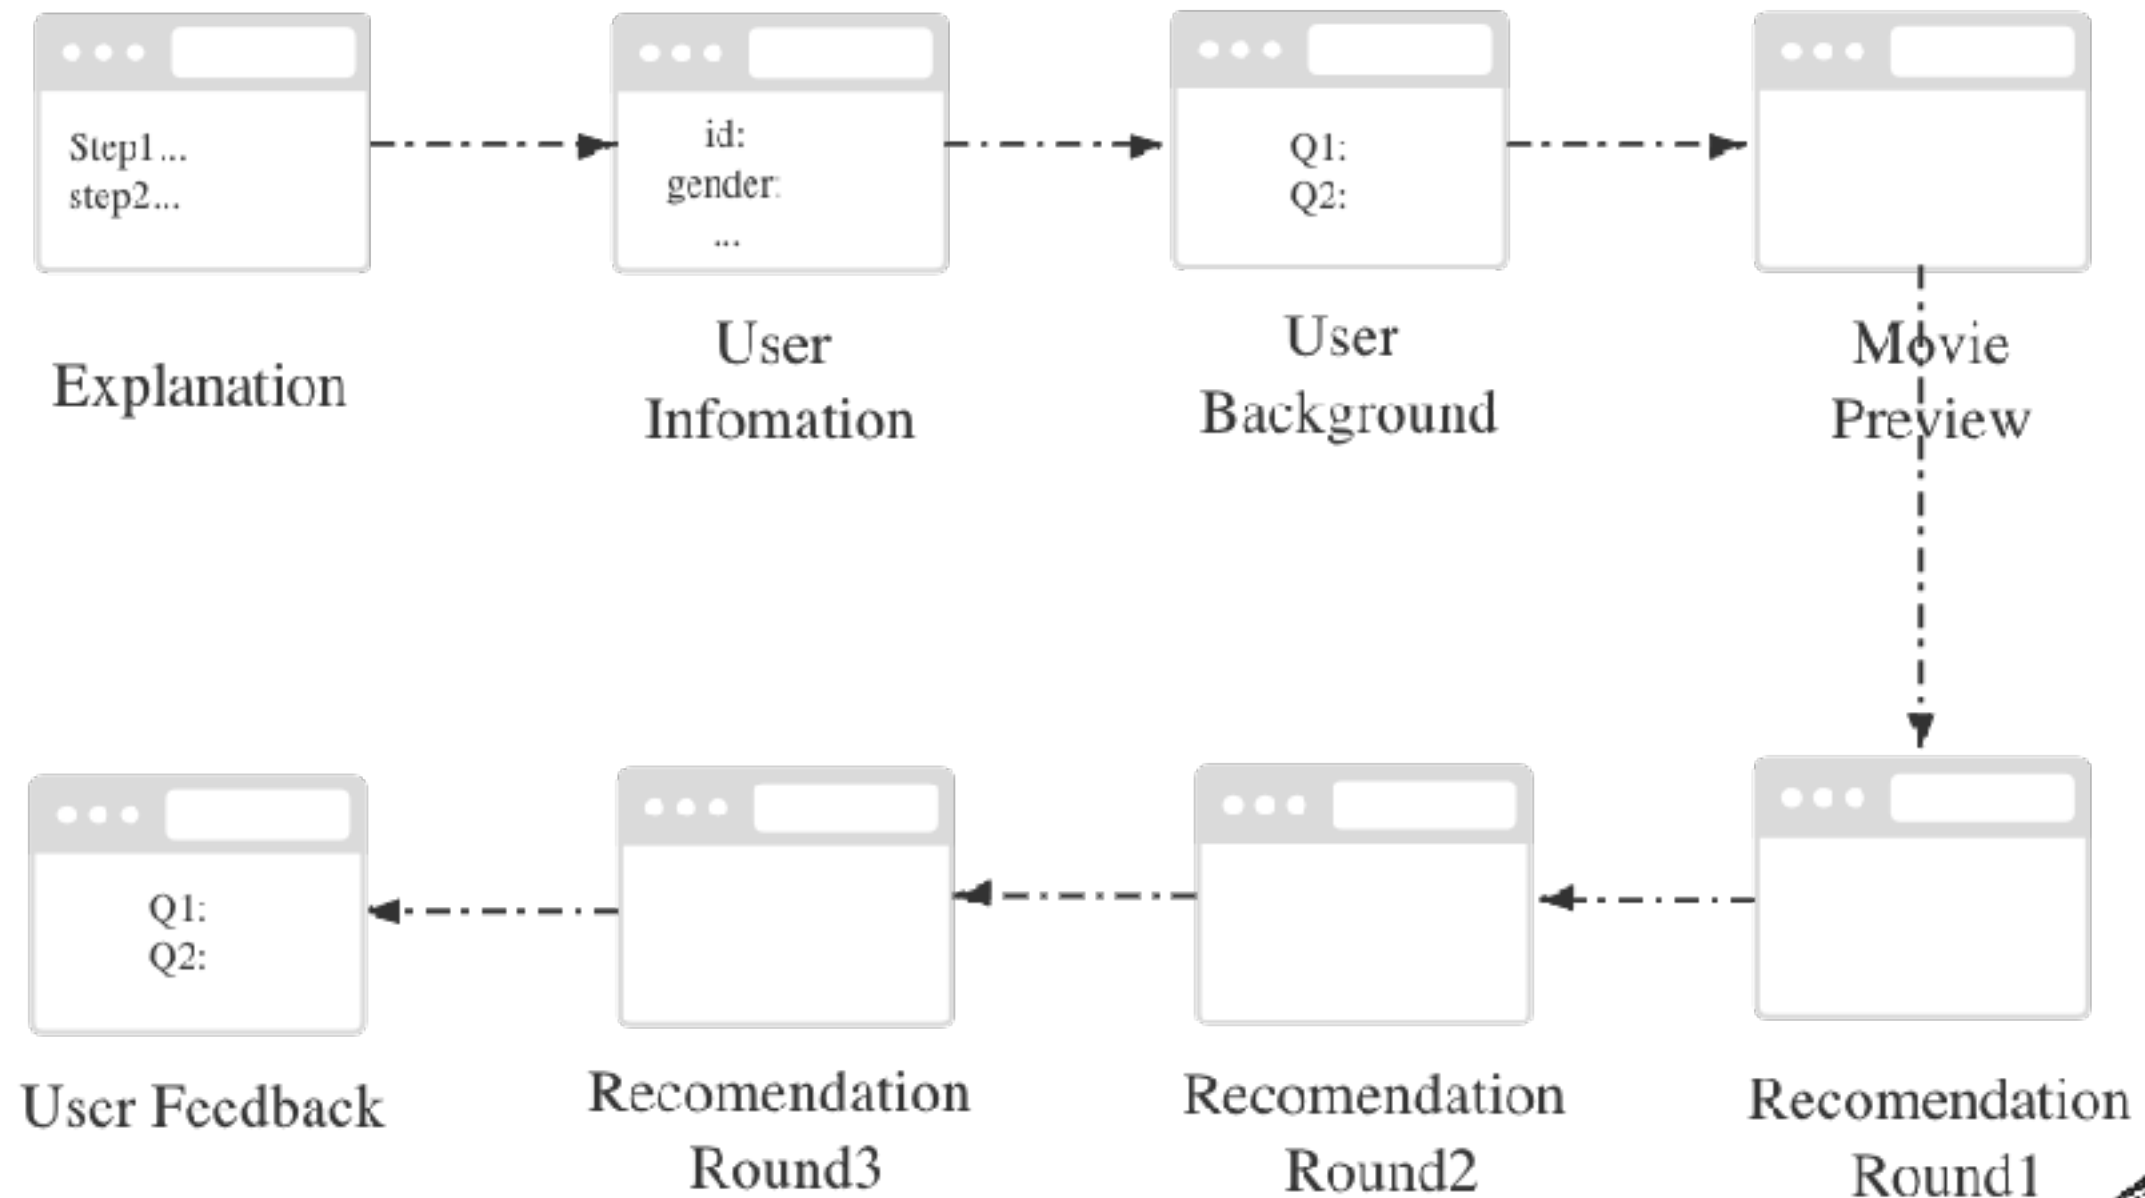 Step1...
step2...
id:
gender:
...
Q1:
Q2:
Explanation
User
Infomation
User
Background
Movie
Preview
Q1:
Q2:
User Feedback
Recomendation
Round3
Recomendation
Round2
Recomendation
Round1